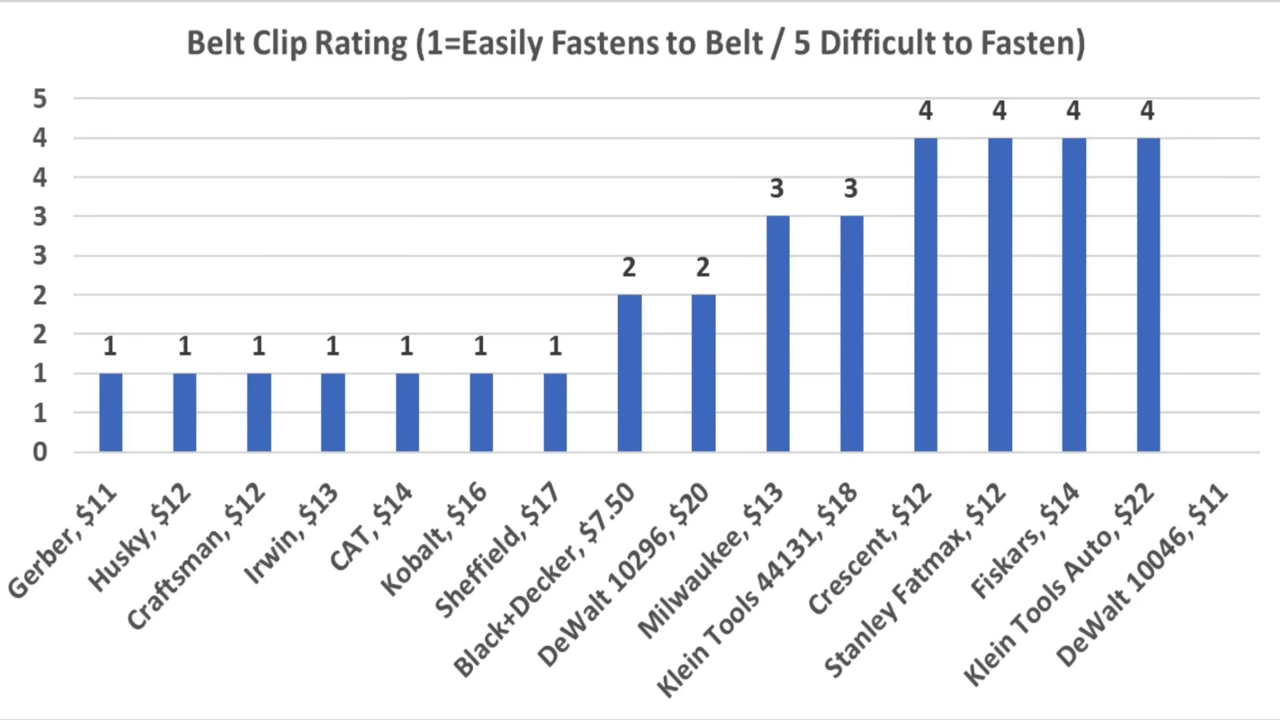 Belt Clip Rating (1=Easily Fastens to Belt / 5 Difficult to Fasten)
5
4
4
3
3
2
2
1
1
0
1
1
1
1
1
1
1
2
2
3
3
4
4
4
4
Gerber, $11
Husky, $12
Craftsman, $12
Irwin, $13
CAT, $14
Kobalt, $16
Sheffield, $17
Black+Decker, $7.50
DeWalt 10296, $20
Milwaukee, $13
Klein Tools 44131, $18
Crescent, $12
Stanley Fatmax, $12
Fiskars, $14
Klein Tools Auto, $22
DeWalt 10046, $11